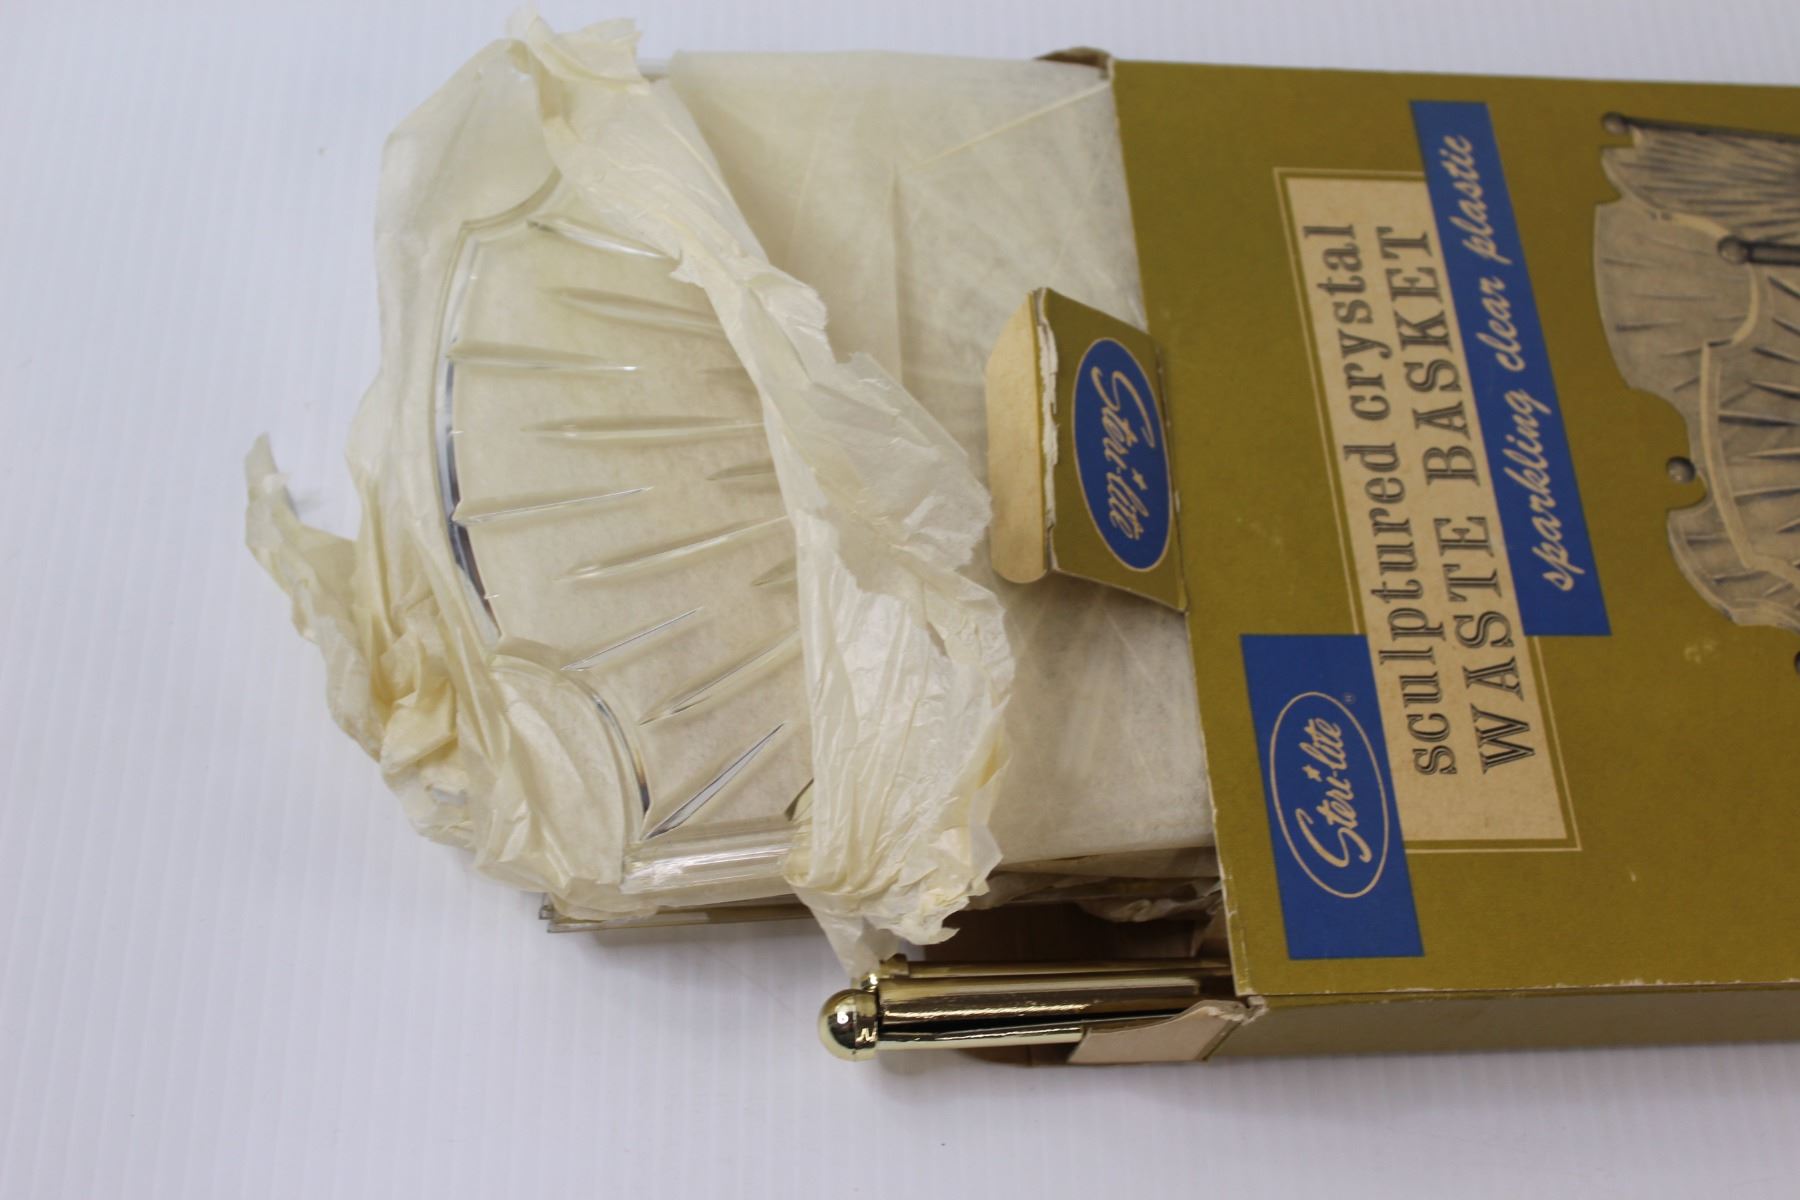 Steri-lite
sculptured crystal
WASTE BASKET
sparkling clear plastic
Steri-lite®